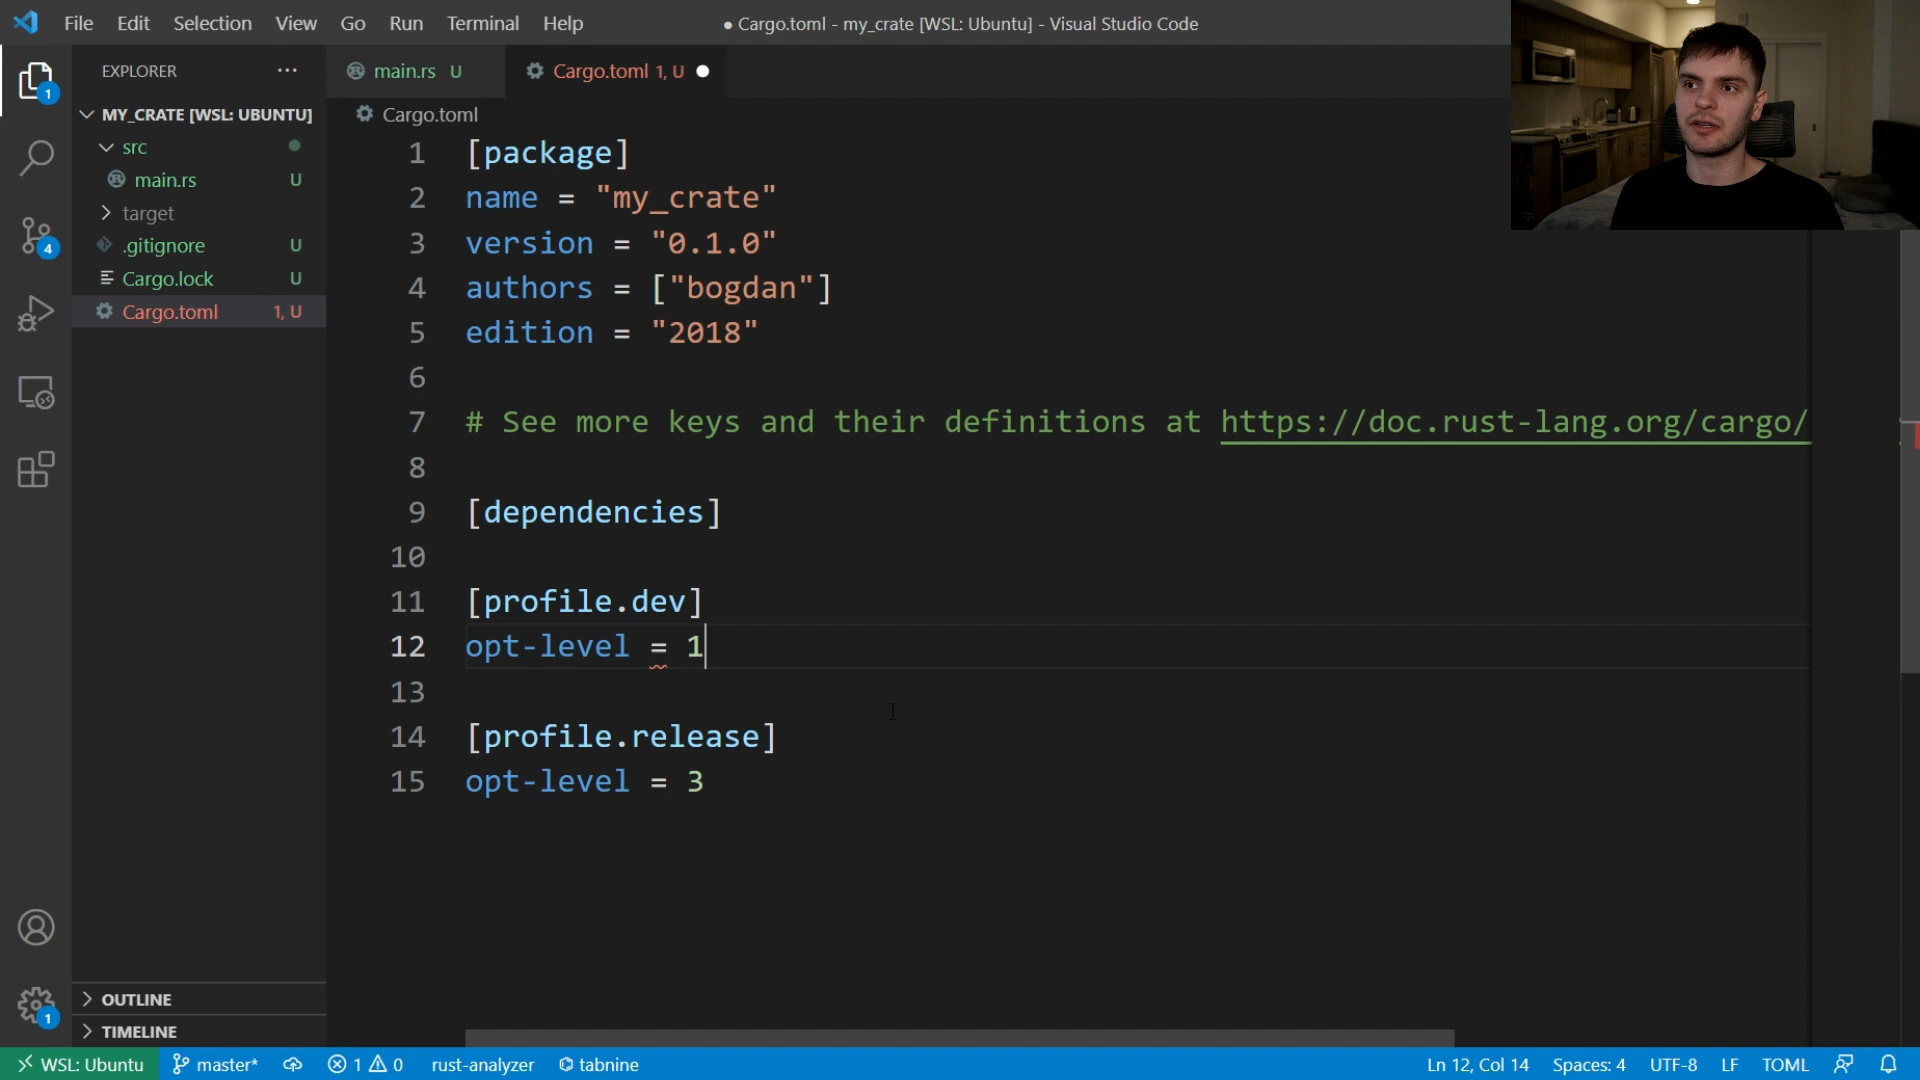 File Edit Selection View Go Run Terminal Help
● Cargo.toml - my_crate [WSL: Ubuntu] - Visual Studio Code
EXPLORER ···
main.rs U
Cargo.toml 1, U ●
MY_CRATE [WSL: UBUNTU]
src
main.rs U
target
.gitignore U
Cargo.lock U
Cargo.toml 1, U
OUTLINE
TIMELINE
1
4
1
Cargo.toml
1 [package]
2 name = "my_crate"
3 version = "0.1.0"
4 authors = ["bogdan"]
5 edition = "2018"
6
7 # See more keys and their definitions at https://doc.rust-lang.org/cargo/
8
9 [dependencies]
10
11 [profile.dev]
12 opt-level = 1
13
14 [profile.release]
15 opt-level = 3
WSL: Ubuntu master* 1 0 rust-analyzer tabnine Ln 12, Col 14 Spaces: 4 UTF-8 LF TOML